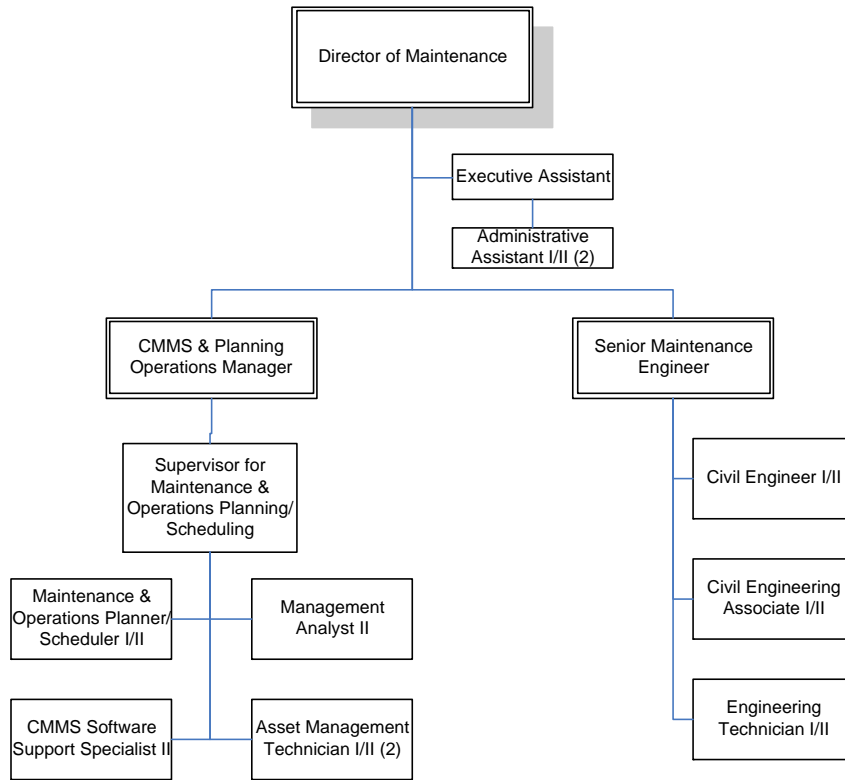 Director of Maintenance
Executive Assistant
Administrative
Assistant I/II (2)
CMMS & Planning
Operations Manager
Senior Maintenance
Engineer
Supervisor for
Maintenance &
Operations Planning/
Scheduling
Civil Engineer I/II
Maintenance &
Operations Planner/
Scheduler I/II
Management
Analyst II
Civil Engineering
Associate I/II
CMMS Software
Support Specialist II
Asset Management
Technician I/II (2)
Engineering
Technician I/II